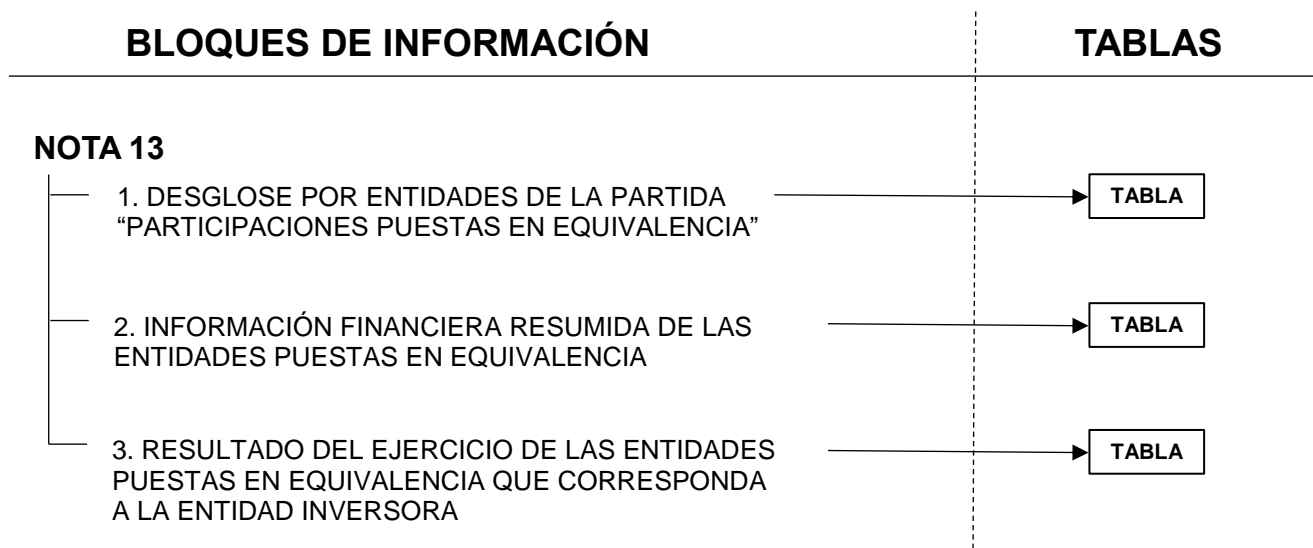 BLOQUES DE INFORMACIÓN
TABLAS
NOTA 13
1. DESGLOSE POR ENTIDADES DE LA PARTIDA
“PARTICIPACIONES PUESTAS EN EQUIVALENCIA”
TABLA
2. INFORMACIÓN FINANCIERA RESUMIDA DE LAS
ENTIDADES PUESTAS EN EQUIVALENCIA
TABLA
3. RESULTADO DEL EJERCICIO DE LAS ENTIDADES
PUESTAS EN EQUIVALENCIA QUE CORRESPONDA
A LA ENTIDAD INVERSORA
TABLA